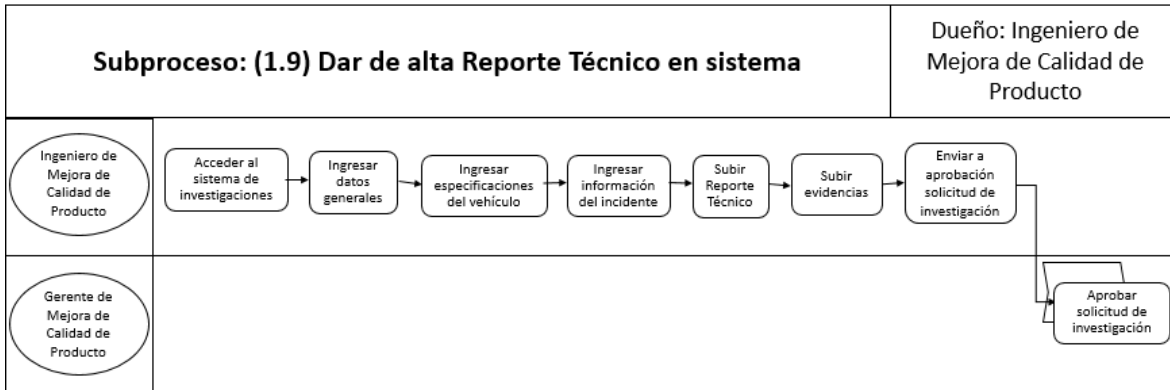 Subproceso: (1.9) Dar de alta Reporte Técnico en sistema
Dueño: Ingeniero de
Mejora de Calidad de
Producto
Ingeniero de
Mejora de
Calidad de
Producto
Acceder al
sistema de
investigaciones
Ingresar
datos
generales
Ingresar
especificaciones
del vehículo
Ingresar
información
del incidente
Subir
Reporte
Técnico
Subir
evidencias
Enviar a
aprobación
solicitud de
investigación
Gerente de
Mejora de
Calidad de
Producto
Aprobar
solicitud de
investigación